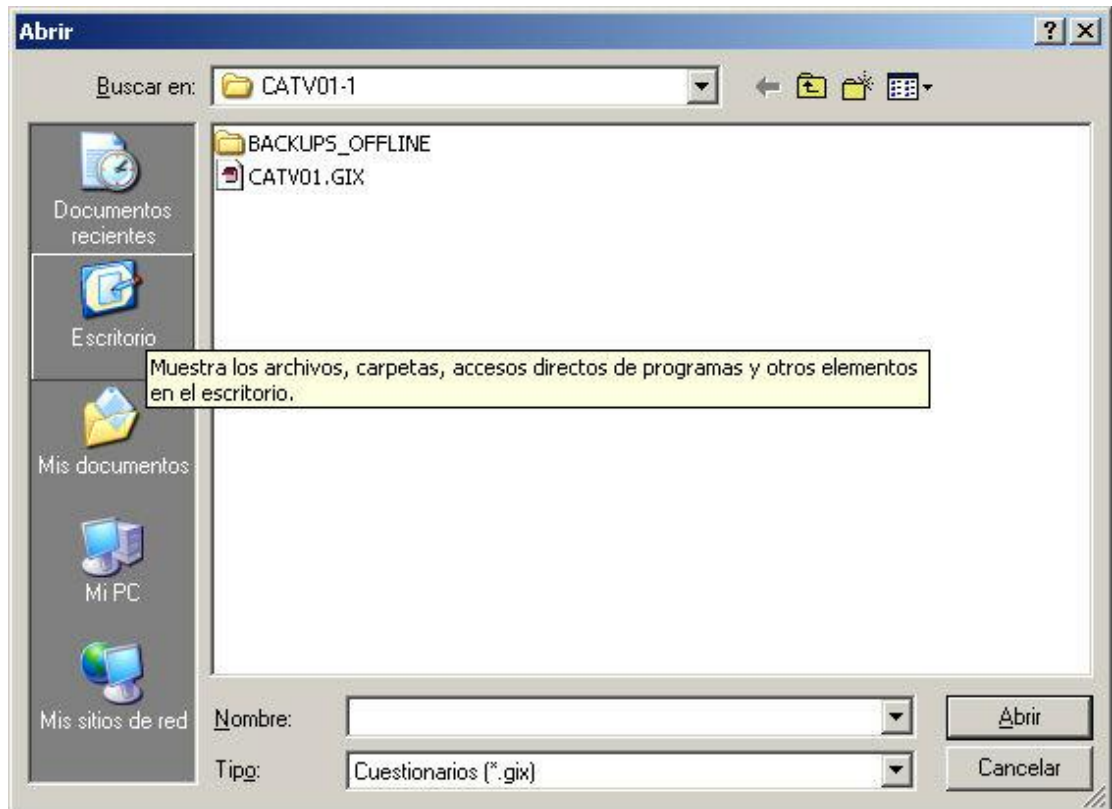 Abrir
Buscar en:
CATV01-1
BACKUPS_OFFLINE
CATV01.GIX
Documentos
recientes
Escritorio
Muestra los archivos, carpetas, accesos directos de programas y otros elementos
en el escritorio.
Mis documentos
Mi PC
Mis sitios de red
Nombre:
Abrir
Tipo:
Cuestionarios (*.gix)
Cancelar